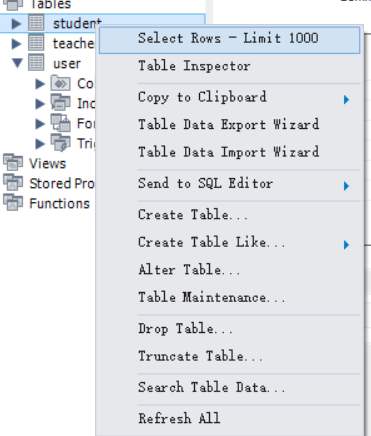 Tables
student
teache
user
Co
Ind
For
Tri
Views
Stored Pro
Functions
Select Rows - Limit 1000
Table Inspector
Copy to Clipboard
Table Data Export Wizard
Table Data Import Wizard
Send to SQL Editor
Create Table...
Create Table Like...
Alter Table...
Table Maintenance...
Drop Table...
Truncate Table...
Search Table Data...
Refresh All